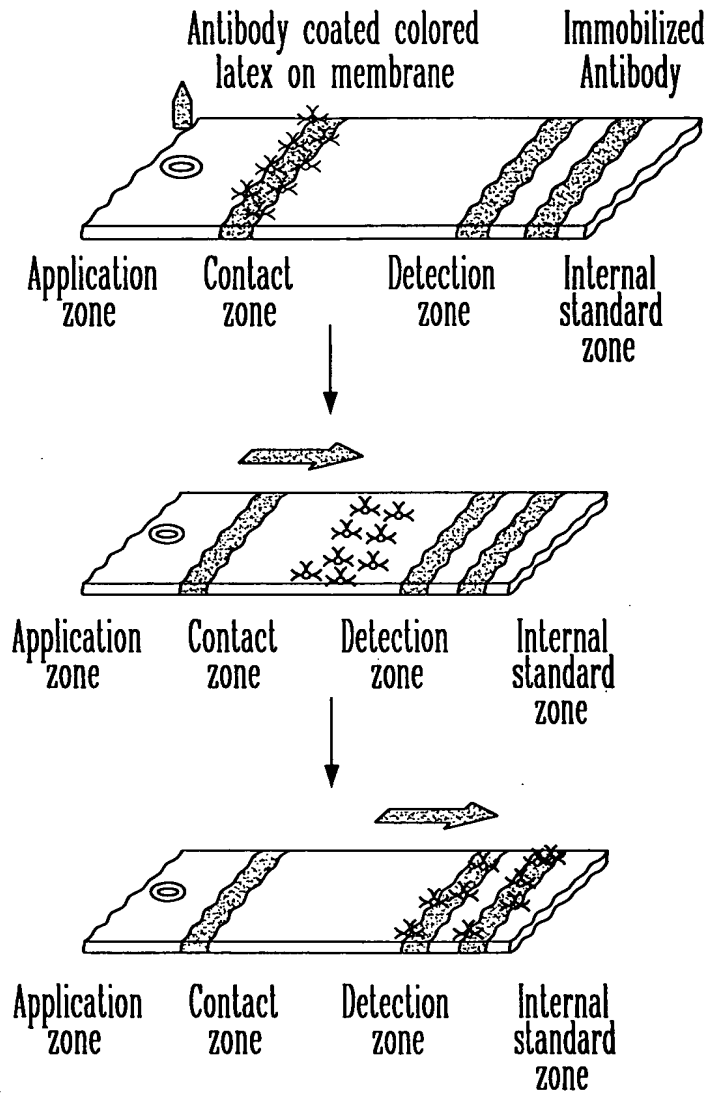 Antibody coated colored
latex on membrane
Immobilized
Antibody
Application
zone
Contact
zone
Detection
zone
Internal
standard
zone
Application
zone
Contact
zone
Detection
zone
Internal
standard
zone
Application
zone
Contact
zone
Detection
zone
Internal
standard
zone